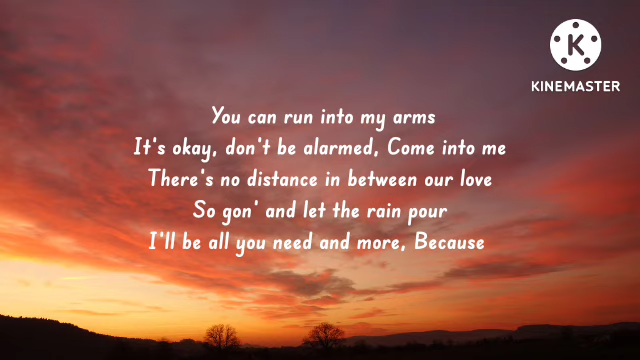 K
KINEMASTER
You can run into my arms
It's okay, don't be alarmed, Come into me
There's no distance in between our love
So gon' and let the rain pour
I'll be all you need and more, Because